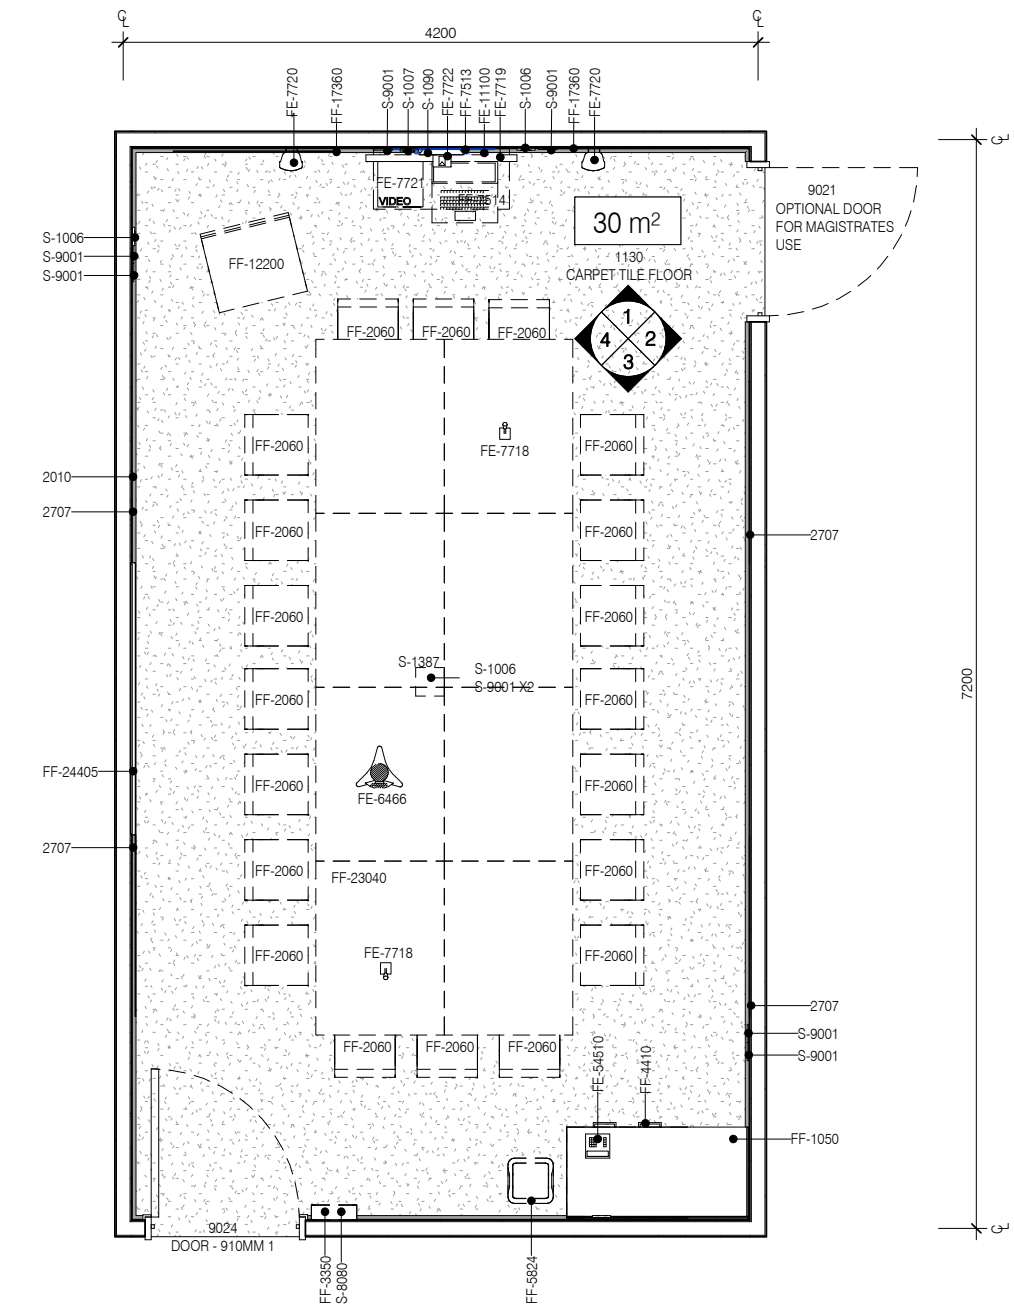 ℄
℄
4200
FE-7720
FF-17360
S-9001
S-1007
S-1090
FE-7722
FF-7513
FE-11100
FE-7719
S-1006
S-9001
FF-17360
FE-7720
℄
FE-7721
VIDEO
9021
OPTIONAL DOOR
FOR MAGISTRATES
USE
30 m²
1130
CARPET TILE FLOOR
S-1006
S-9001
S-9001
FF-12200
1
4
2
3
FF-2060
FF-2060
FF-2060
FE-7718
FF-2060
FF-2060
2010
2707
FF-2060
FF-2060
2707
FF-2060
FF-2060
S-1387
S-1006
S-9001 X2
7200
FF-2060
FF-2060
FF-24405
FE-6466
FF-2060
FF-2060
2707
FF-2060
FF-2060
FF-23040
FE-7718
FF-2060
FF-2060
2707
S-9001
S-9001
FF-2060
FF-2060
FF-2060
FE-54510
FF-4410
FF-1050
9024
DOOR - 910MM 1
℄
FF-3350
S-8080
FF-5824